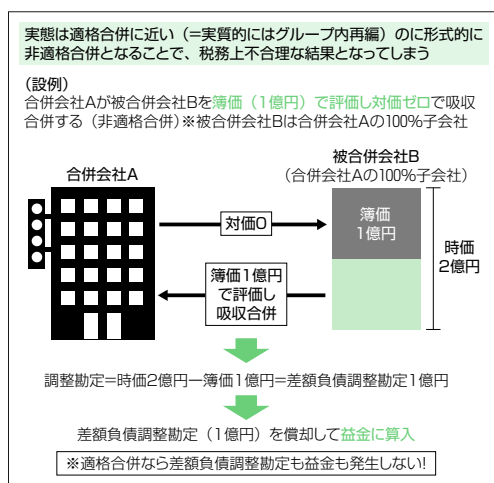 実態は適格合併に近い（=実質的にはグループ内再編）のに形式的に
非適格合併となることで、税務上不合理な結果となってしまう
（設例）
合併会社Aが被合併会社Bを簿価（1億円）で評価し対価ゼロで吸収
合併する（非適格合併）※被合併会社Bは合併会社Aの100%子会社
合併会社A
被合併会社B
（合併会社Aの100%子会社）
対価0
簿価
1億円
時価
2億円
簿価1億円
で評価し
吸収合併
調整勘定=時価2億円ー簿価1億円=差額負債調整勘定1億円
差額負債調整勘定（1億円）を償却して益金に算入
※適格合併なら差額負債調整勘定も益金も発生しない!